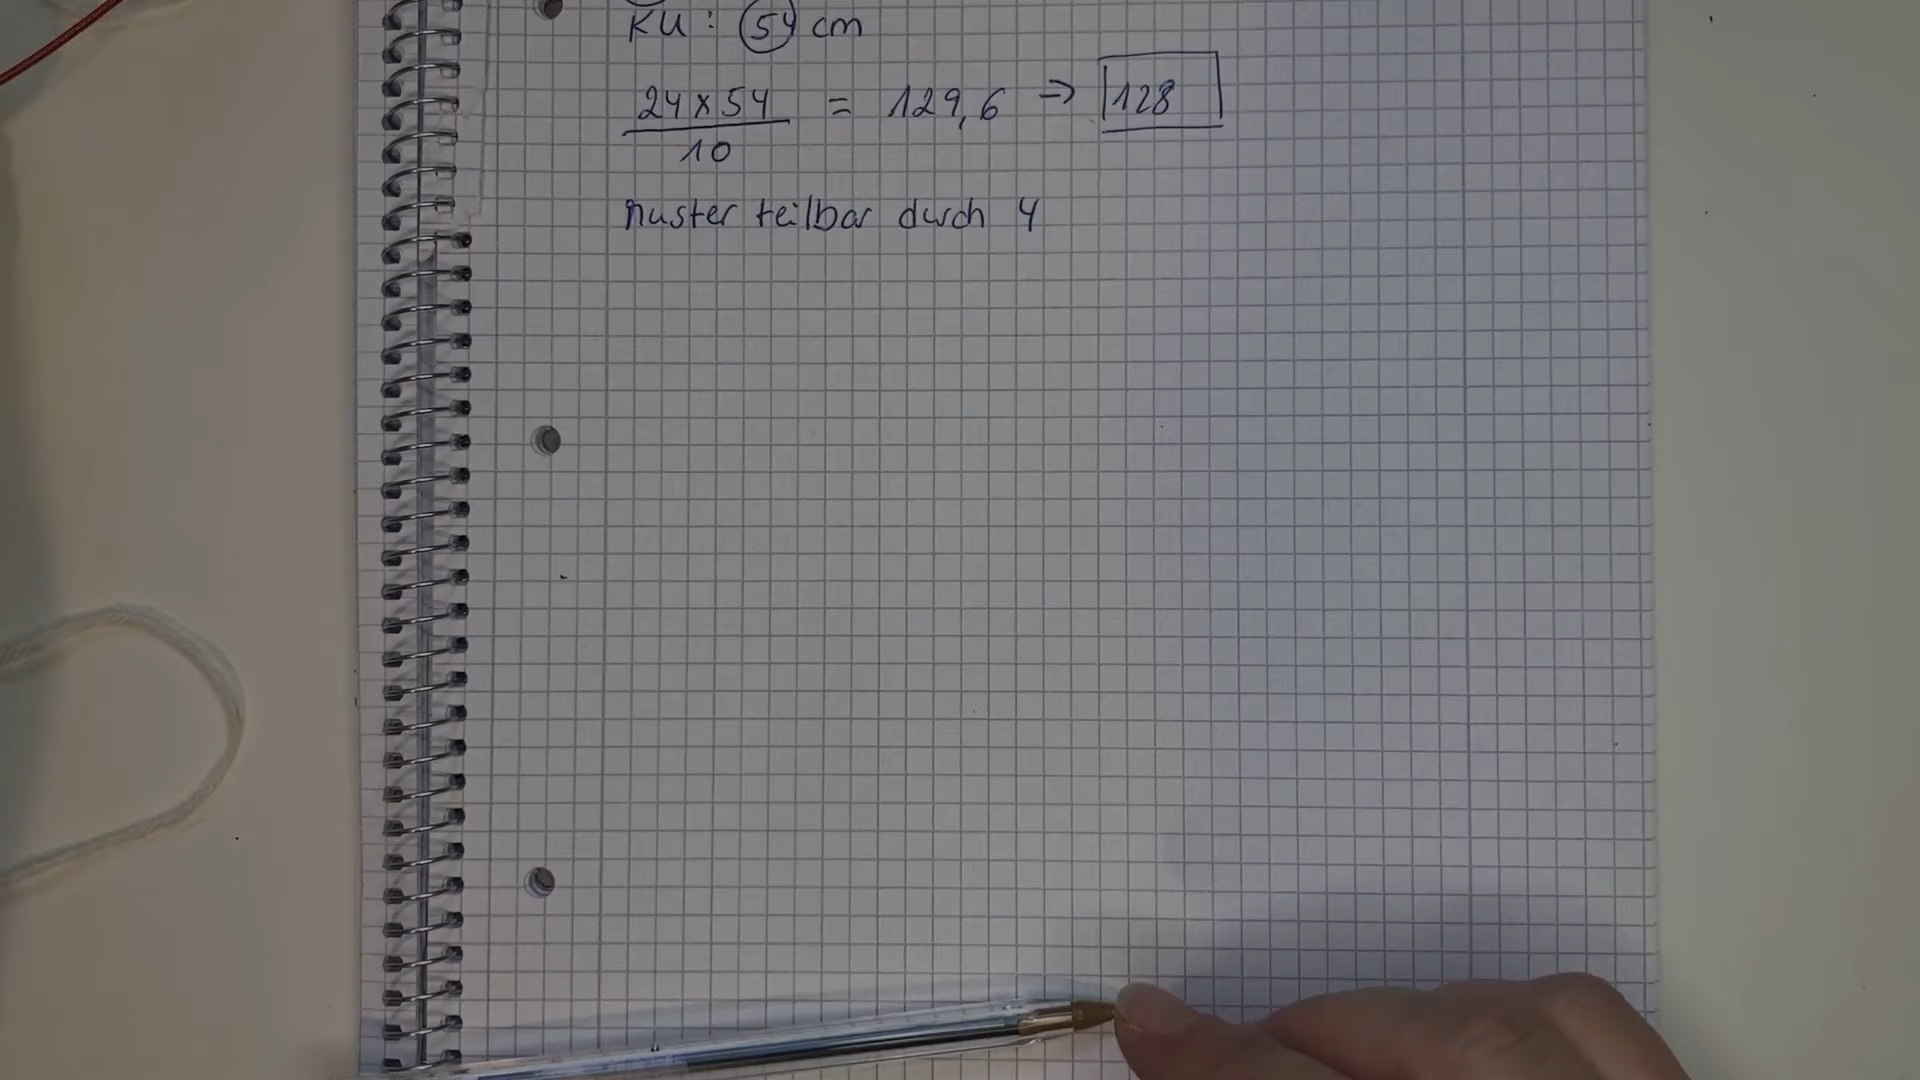 KU: 54 cm
24 x 54 / 10 = 129,6 → 128
Muster teilbar durch 4